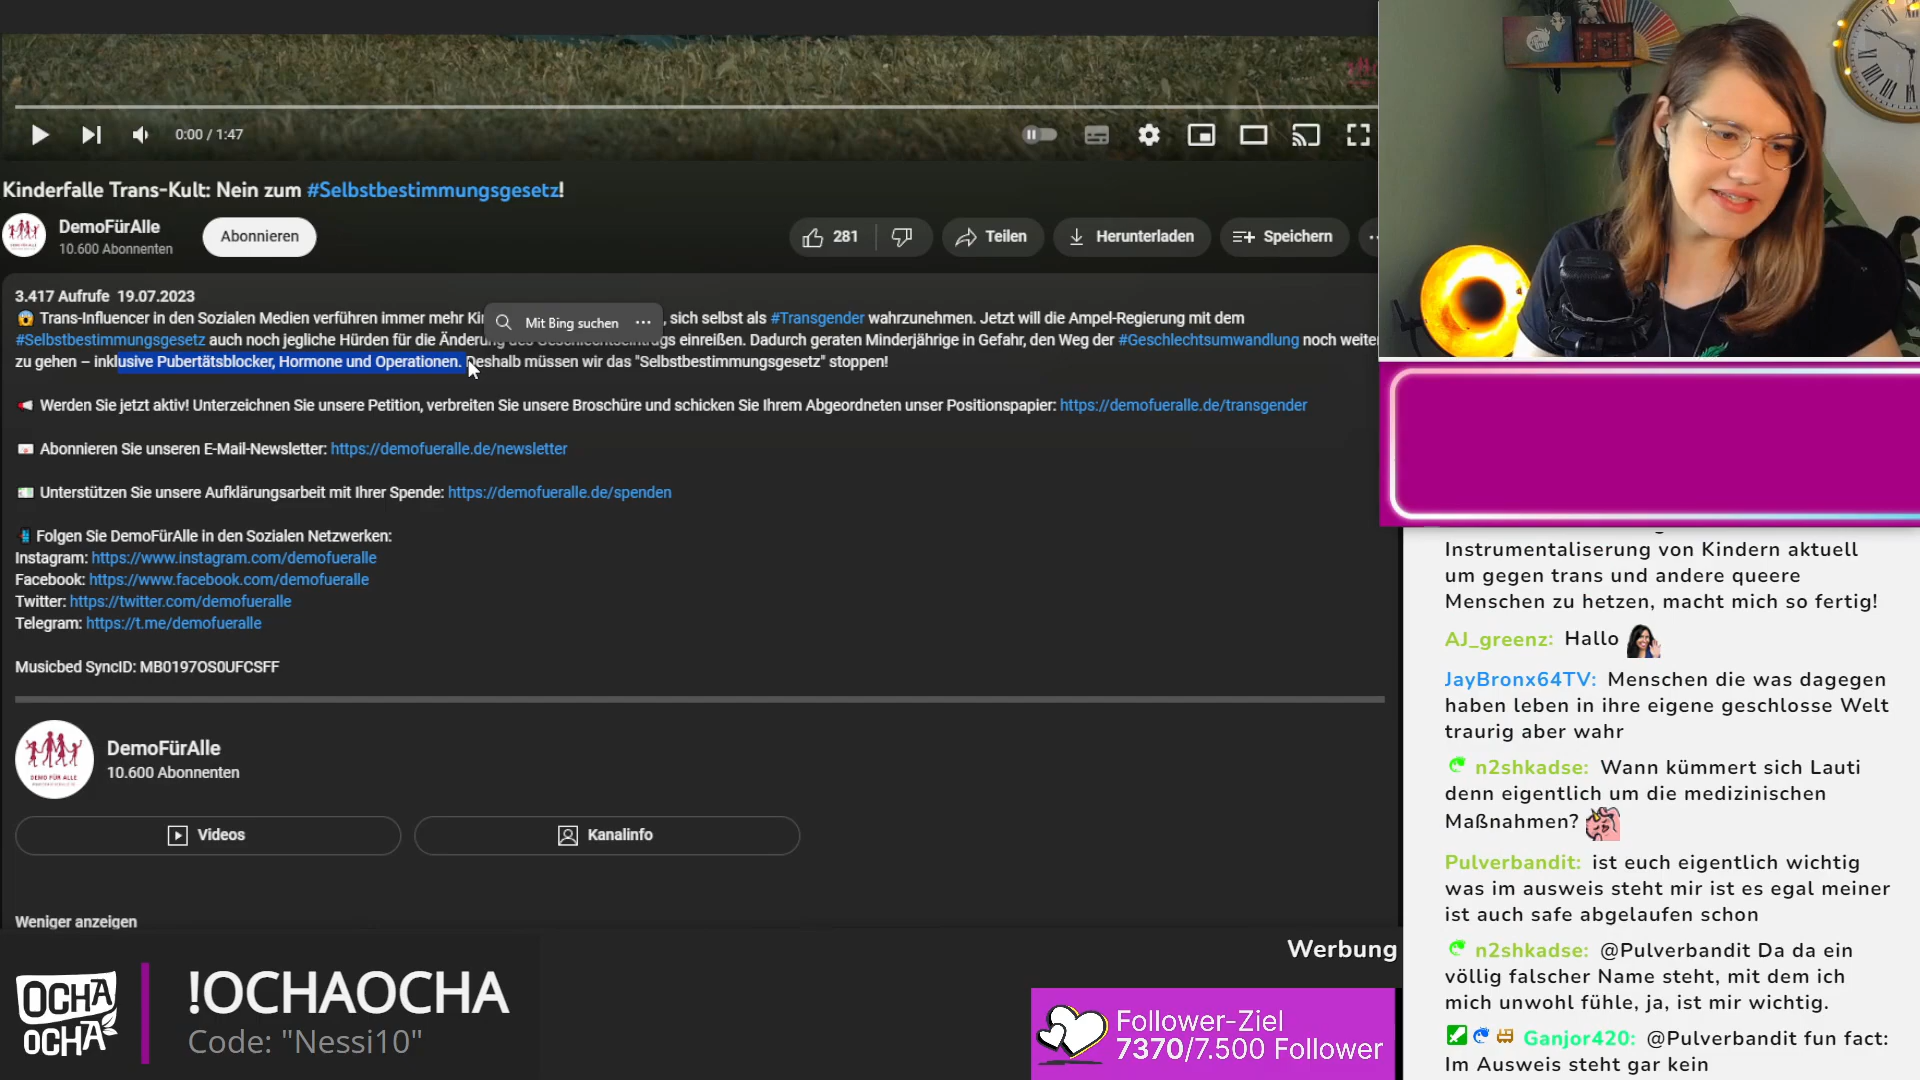 0:00 / 1:47
Kinderfalle Trans-Kult: Nein zum #Selbstbestimmungsgesetz!
DemoFürAlle
10.600 Abonnenten
Abonnieren
281
Teilen
Herunterladen
Speichern
3.417 Aufrufe 19.07.2023
😱 Trans-Influencer in den Sozialen Medien verführen immer mehr , sich selbst als #Transgender wahrzunehmen. Jetzt will die Ampel-Regierung mit dem
Mit Bing suchen
#Selbstbestimmungsgesetz auch noch jegliche Hürden für die Änderung des Geschlechtseintrags einreißen. Dadurch geraten Minderjährige in Gefahr, den Weg der #Geschlechtsumwandlung noch weiter
zu gehen – inklusive Pubertätsblocker, Hormone und Operationen. Deshalb müssen wir das "Selbstbestimmungsgesetz" stoppen!
📢 Werden Sie jetzt aktiv! Unterzeichnen Sie unsere Petition, verbreiten Sie unsere Broschüre und schicken Sie Ihrem Abgeordneten unser Positionspapier: https://demofueralle.de/transgender
Abonnieren Sie unseren E-Mail-Newsletter: https://demofueralle.de/newsletter
Unterstützen Sie unsere Aufklärungsarbeit mit Ihrer Spende: https://demofueralle.de/spenden
📱 Folgen Sie DemoFürAlle in den Sozialen Netzwerken:
Instagram: https://www.instagram.com/demofueralle
Facebook: https://www.facebook.com/demofueralle
Twitter: https://twitter.com/demofueralle
Telegram: https://t.me/demofueralle
Musicbed SyncID: MB0197OS0UFCSFF
DEMO FÜR ALLE
DemoFürAlle
10.600 Abonnenten
Videos
Kanalinfo
Weniger anzeigen
Werbung
OCHA
OCHA
!OCHAOCHA
Code: "Nessi10"
Follower-Ziel
7370/7.500 Follower
Instrumentaliserung von Kindern aktuell
um gegen trans und andere queere
Menschen zu hetzen, macht mich so fertig!
AJ_greenz: Hallo
JayBronx64TV: Menschen die was dagegen
haben leben in ihre eigene geschlosse Welt
traurig aber wahr
n2shkadse: Wann kümmert sich Lauti
denn eigentlich um die medizinischen
Maßnahmen?
Pulverbandit: ist euch eigentlich wichtig
was im ausweis steht mir ist es egal meiner
ist auch safe abgelaufen schon
n2shkadse: @Pulverbandit Da da ein
völlig falscher Name steht, mit dem ich
mich unwohl fühle, ja, ist mir wichtig.
Ganjor420: @Pulverbandit fun fact:
Im Ausweis steht gar kein